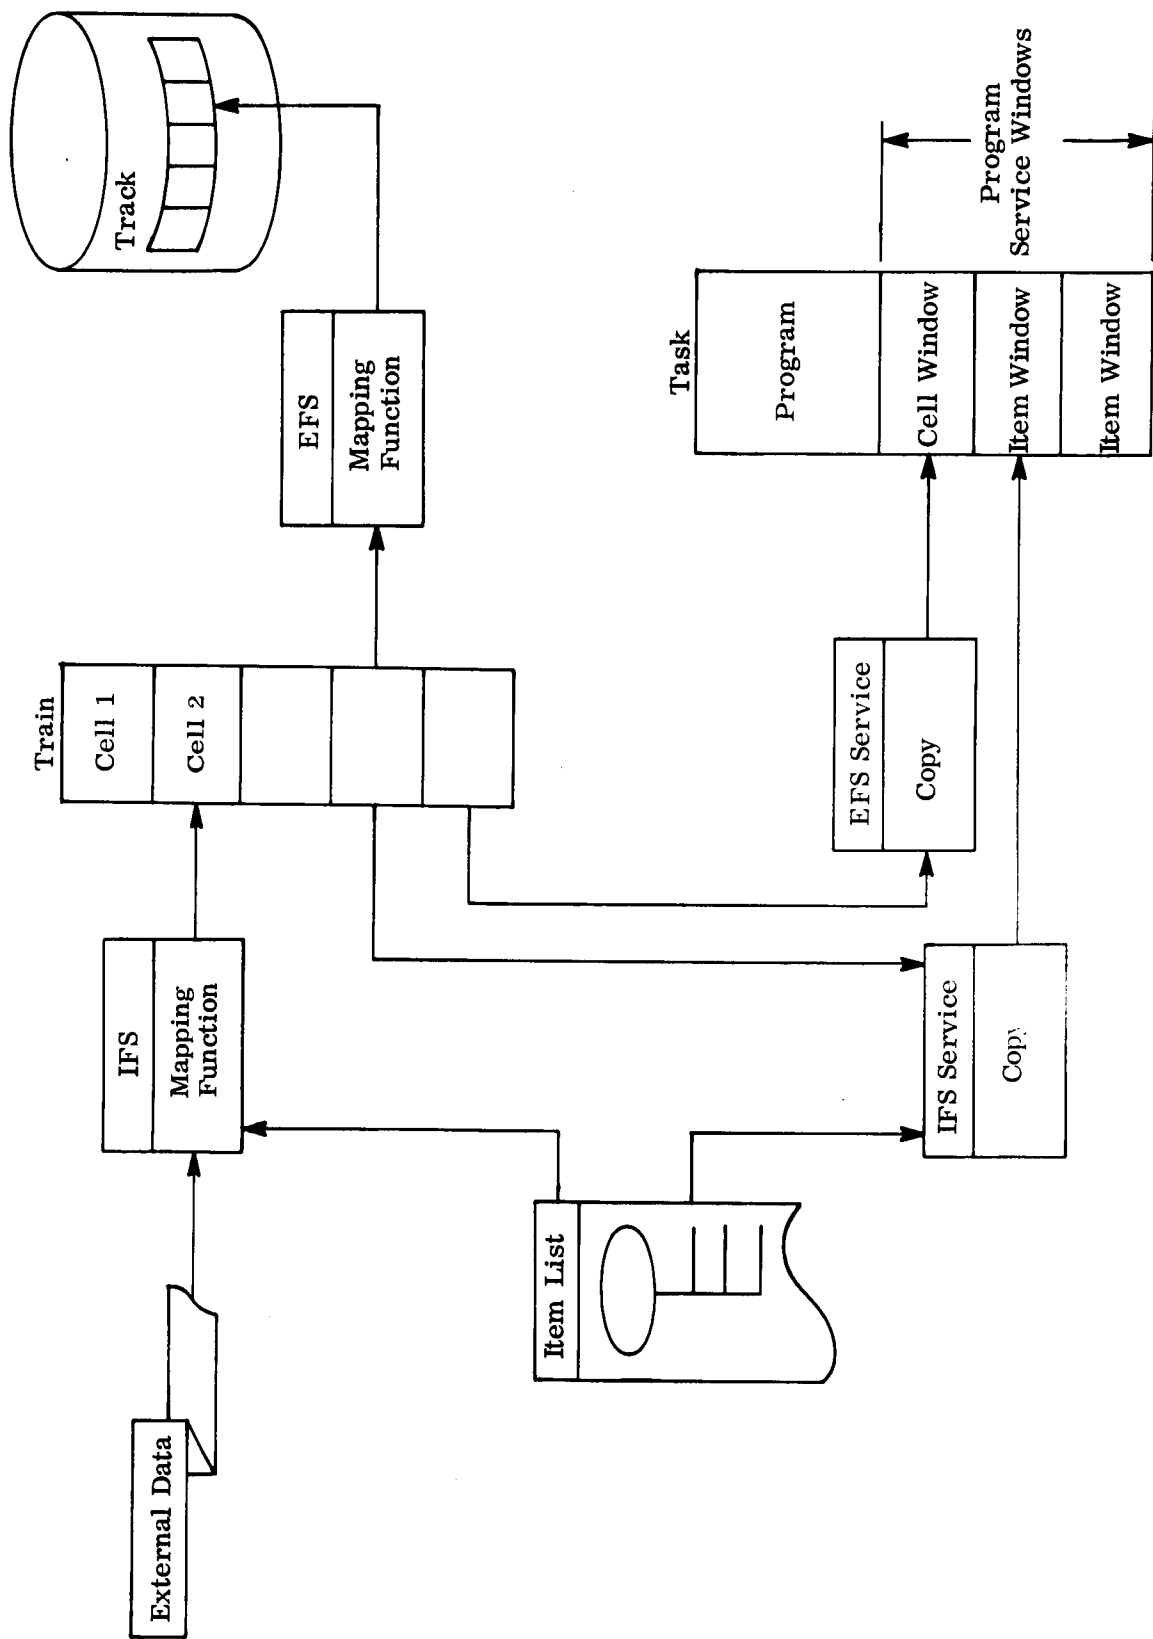 External Data
IFS
Mapping
Function
Train
Cell 1
Cell 2
EFS
Mapping
Function
Track
Item List
IFS Service
Copy
EFS Service
Copy
Task
Program
Cell Window
Item Window
Item Window
Program
Service Windows